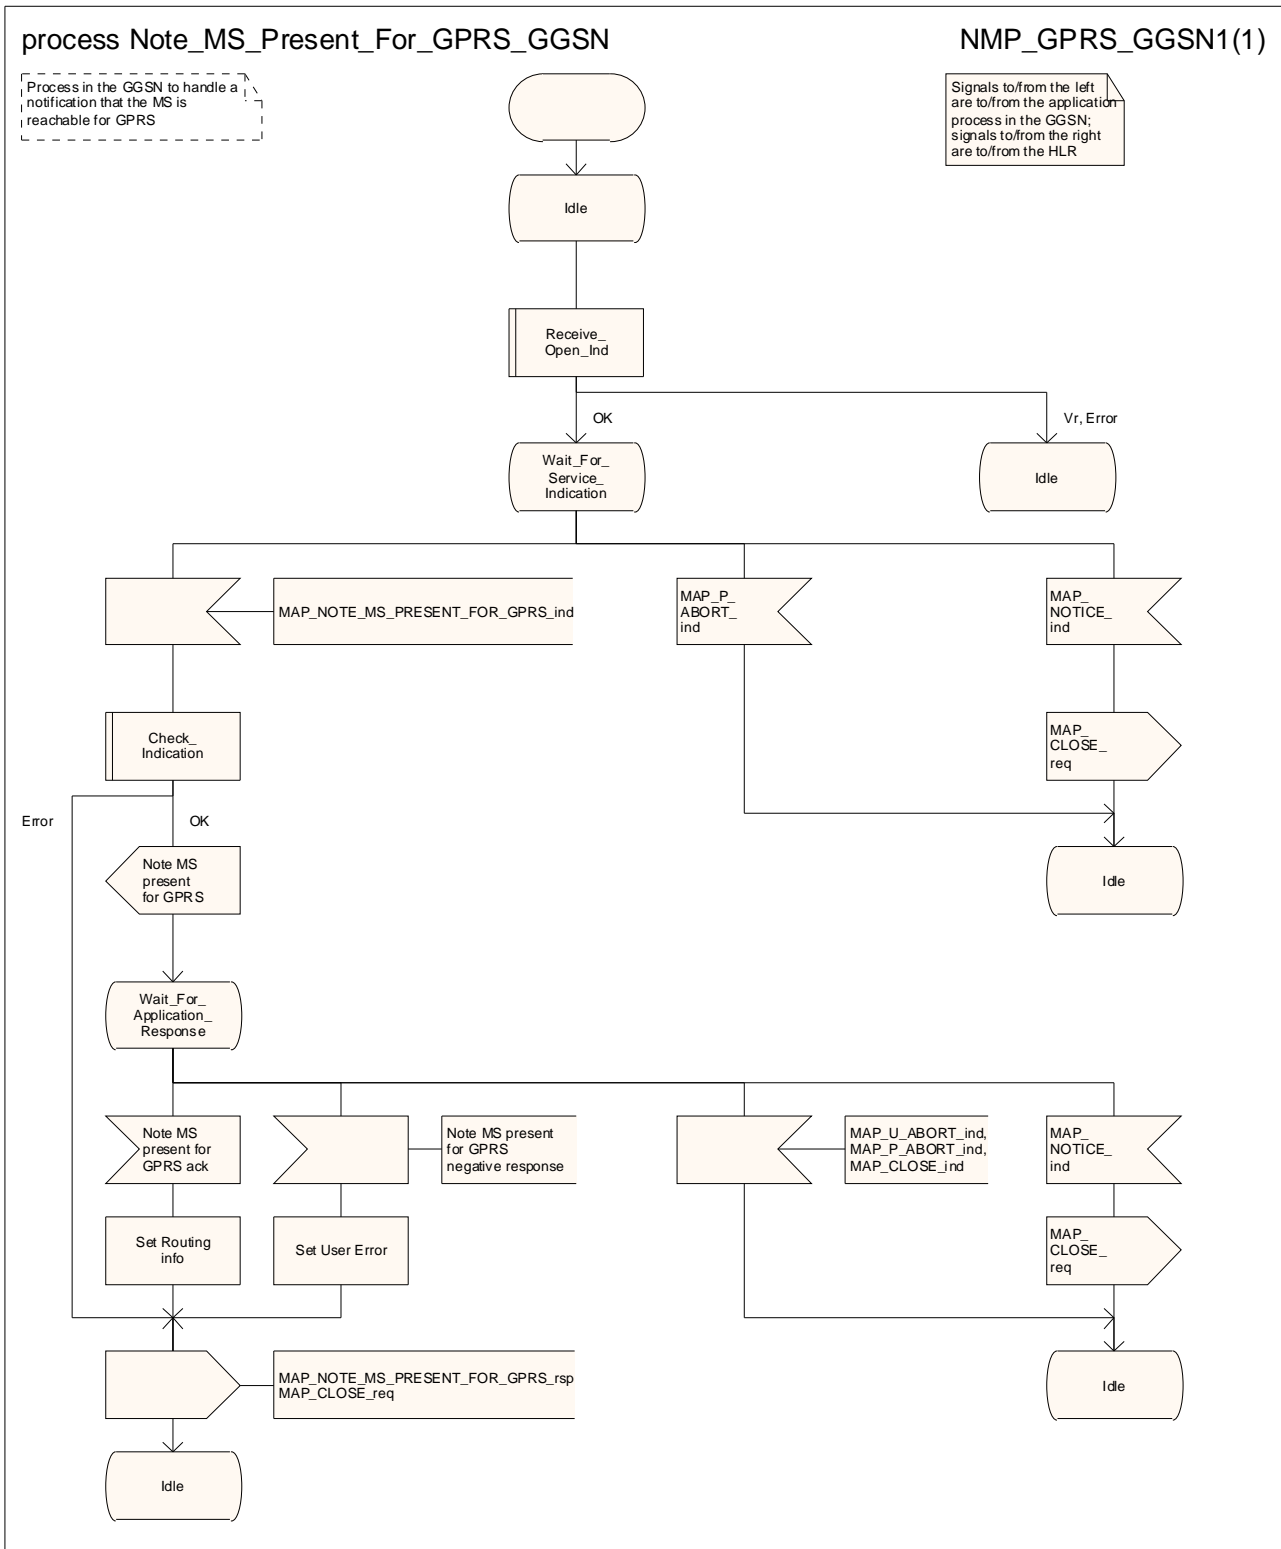 process Note_MS_Present_For_GPRS_GGSN
NMP_GPRS_GGSN1(1)
Process in the GGSN to handle a
notification that the MS is
reachable for GPRS
Signals to/from the left
are to/from the application
process in the GGSN;
signals to/from the right
are to/from the HLR
Idle
Receive_
Open_Ind
OK
Vr, Error
Wait_For_
Service_
Indication
Idle
MAP_NOTE_MS_PRESENT_FOR_GPRS_ind
MAP_P_
ABORT_
ind
MAP_
NOTICE_
ind
Check_
Indication
MAP_
CLOSE_
req
Error
OK
Note MS
present
for GPRS
Idle
Wait_For_
Application_
Response
Note MS
present for
GPRS ack
Note MS present
for GPRS
negative response
MAP_U_ABORT_ind,
MAP_P_ABORT_ind,
MAP_CLOSE_ind
MAP_
NOTICE_
ind
Set Routing
info
Set User Error
MAP_
CLOSE_
req
MAP_NOTE_MS_PRESENT_FOR_GPRS_rsp
MAP_CLOSE_req
Idle
Idle